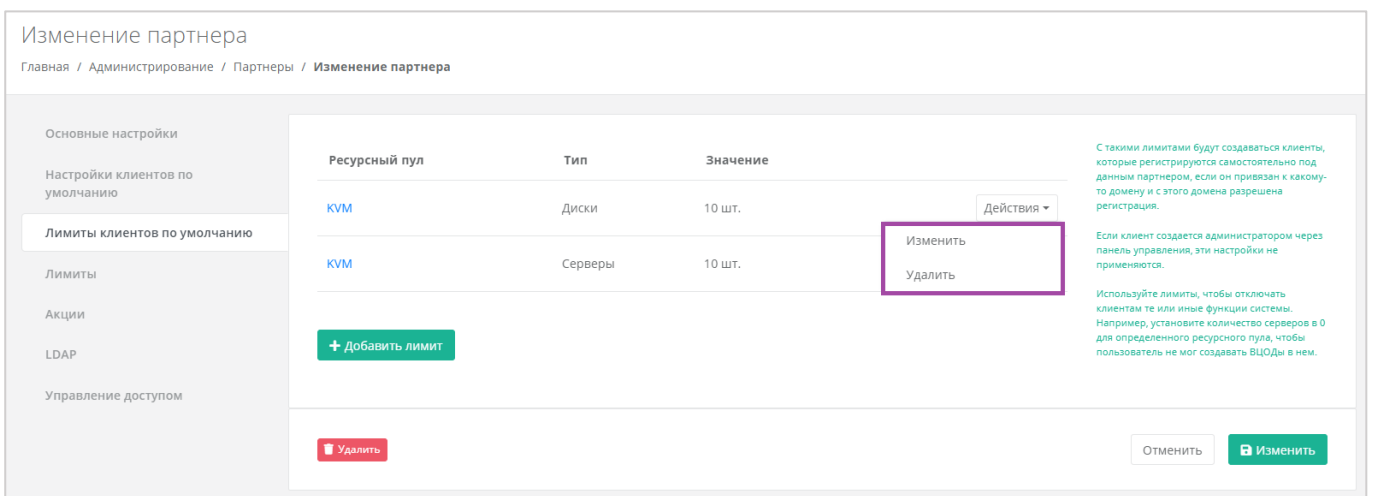 Изменение партнера
Главная / Администрирование / Партнеры / Изменение партнера
Основные настройки
Настройки клиентов по
умолчанию
Лимиты клиентов по умолчанию
Лимиты
Акции
LDAP
Управление доступом
Ресурсный пул Тип Значение
KVM Диски 10 шт. Действия
Изменить
KVM Серверы 10 шт.
Удалить
+ Добавить лимит
С такими лимитами будут создаваться клиенты,
которые регистрируются самостоятельно под
данным партнером, если он привязан к какому-
то домену и с этого домена разрешена
регистрация.
Если клиент создается администратором через
панель управления, эти настройки не
применяются.
Используйте лимиты, чтобы отключать
клиентам те или иные функции системы.
Например, установите количество серверов в 0
для определенного ресурсного пула, чтобы
пользователь не мог создавать ВЦОДы в нем.
Удалить
Отменить
Изменить